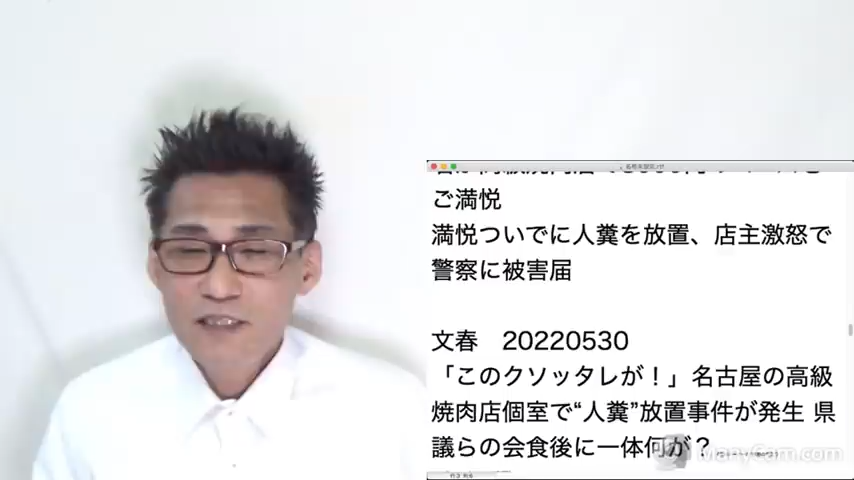 ご満悦
満悦ついでに人糞を放置、店主激怒で
警察に被害届
文春　20220530
「このクソッタレが！」名古屋の高級
焼肉店個室で“人糞”放置事件が発生 県
議らの会食後に一体何が？
ManyCam.com